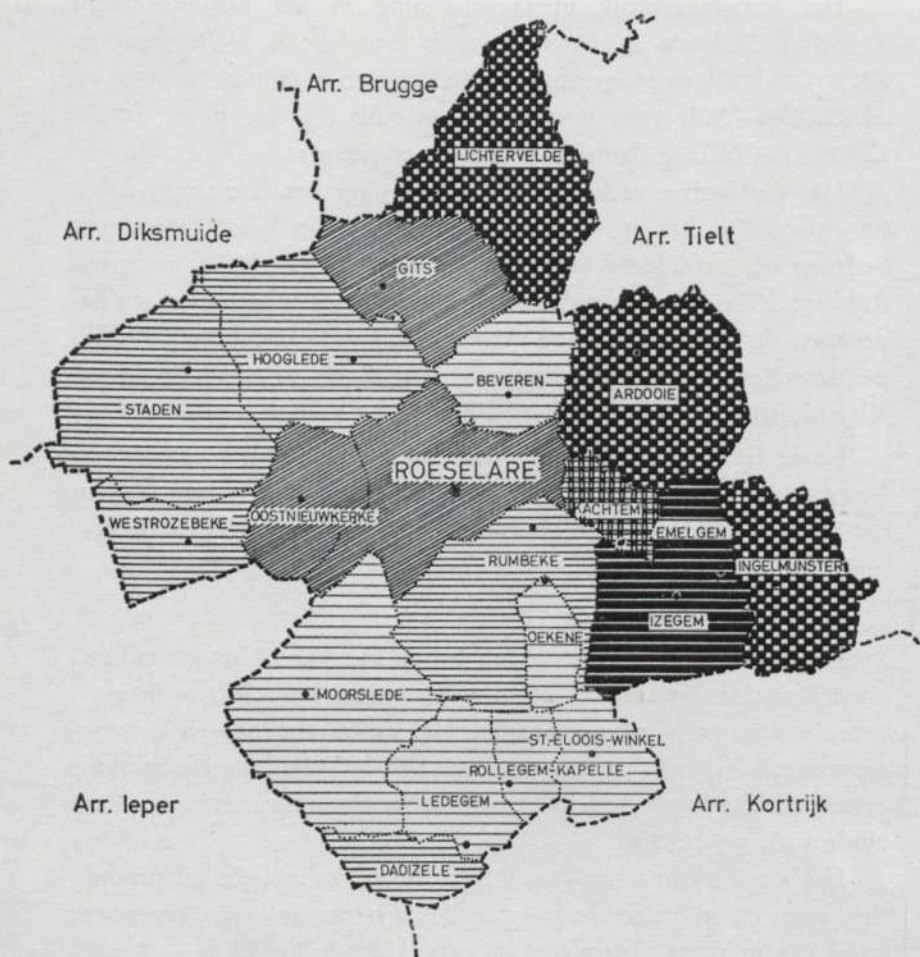 Arr. Brugge
LICHTERVELDE
Arr. Diksmuide
Arr. Tielt
GITS
HOOGLEDE
BEVEREN
ARDOOIE
STADEN
ROESELARE
KACHTEM
WESTROZEBEKE
OOSTNIEUWKERKE
EMELGEM
RUMBEKE
INGELMUNSTER
IZEGEM
OEKENE
MOORSLEDE
ST. ELOOIS-WINKEL
ROLLEGEM-KAPELLE
Arr. Ieper
LEDEGEM
Arr. Kortrijk
DADIZELE